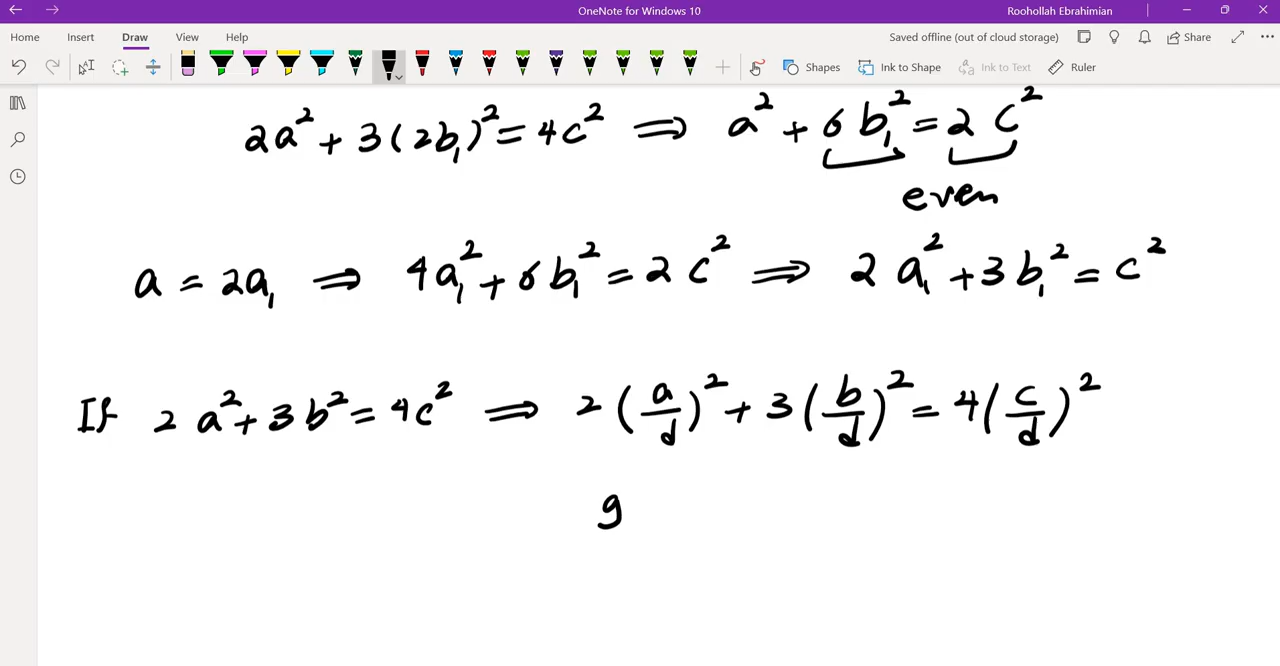 OneNote for Windows 10
Roohollah Ebrahimian
Home Insert Draw View Help
Saved offline (out of cloud storage) Share
Shapes Ink to Shape Ink to Text Ruler
2a² + 3(2b₁)² = 4c² ⟹ a² + 6b₁² = 2c²
even
a = 2a₁ ⟹ 4a₁² + 6b₁² = 2c² ⟹ 2a₁² + 3b₁² = c²
If 2a² + 3b² = 4c² ⟹ 2(a/d)² + 3(b/d)² = 4(c/d)²
g